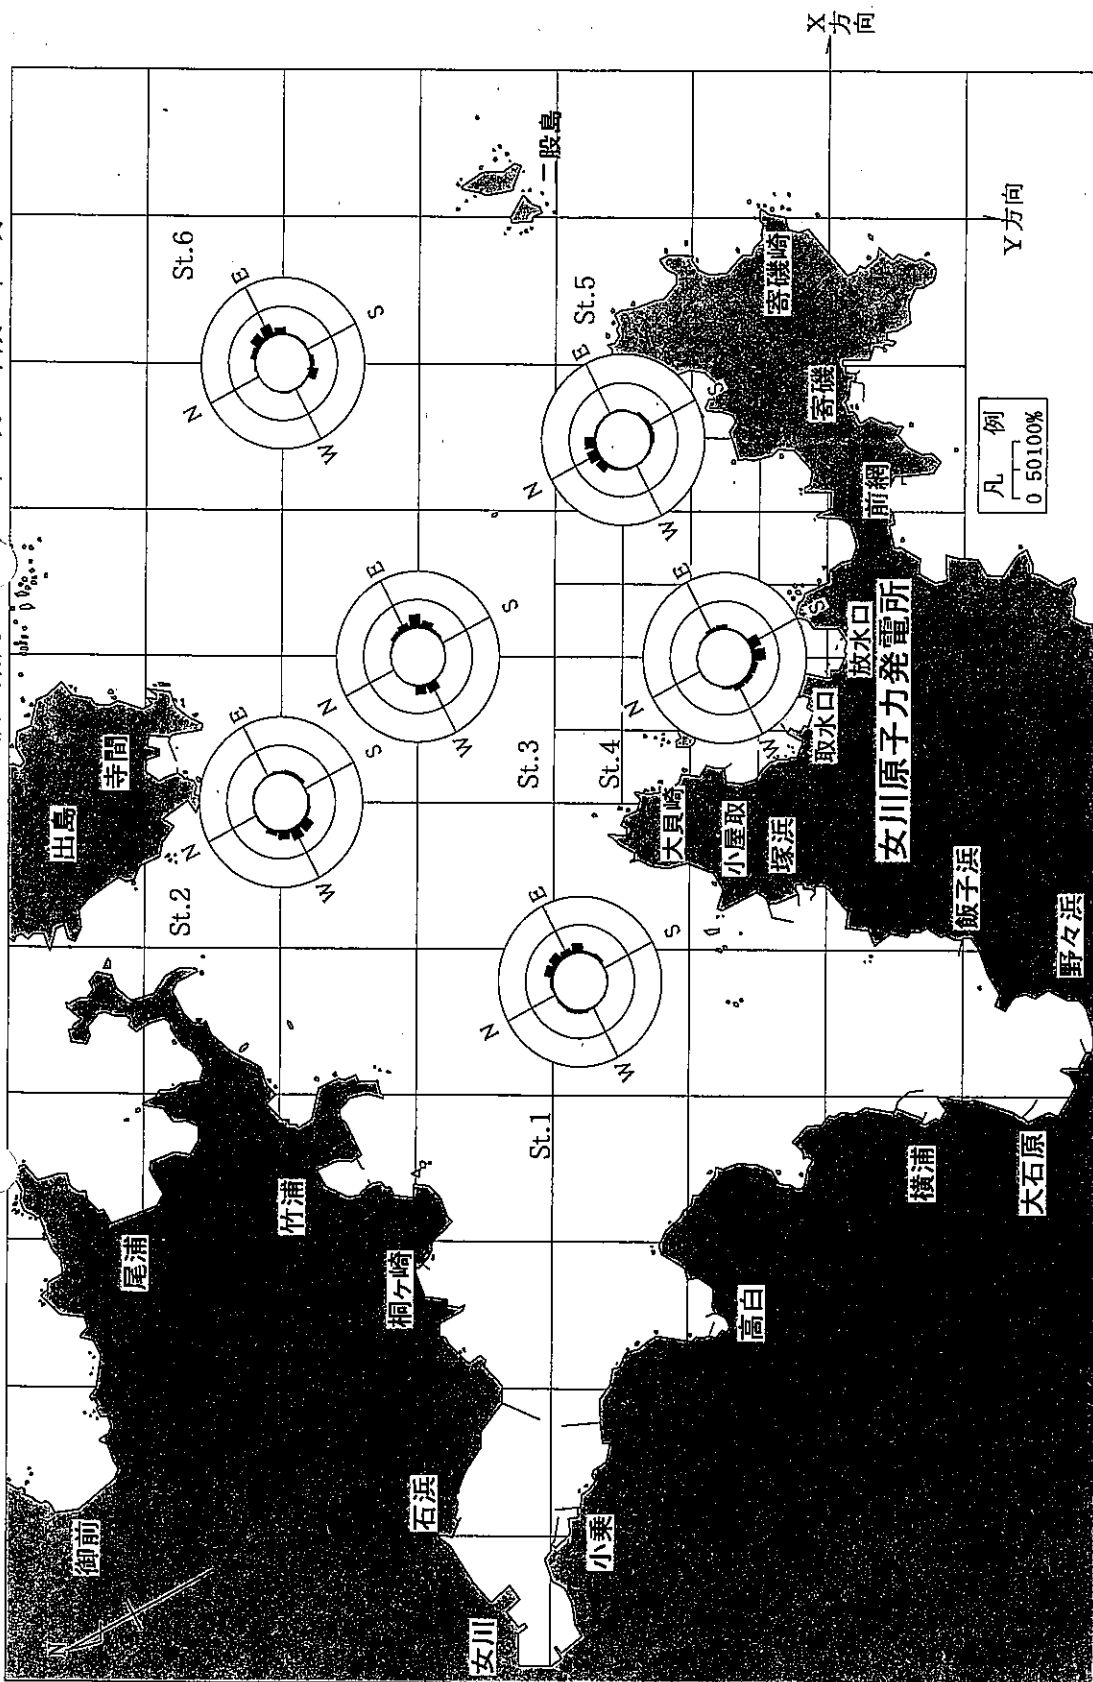 X
方向
Y方向
二股島
St.6
N
E
S
W
St.5
N
E
S
W
寄磯崎
寄磯
前網
凡 例
0 50100%
N
E
S
W
St.3
St.4
N
E
S
W
放水口
取水口
女川原子力発電所
出島
寺間
St.2
N
E
S
W
大貝崎
小屋取
塚浜
飯子浜
野々浜
St.1
N
E
S
W
尾浦
竹浦
桐ケ崎
高白
横浦
大石原
御前
石浜
小乗
女川
N